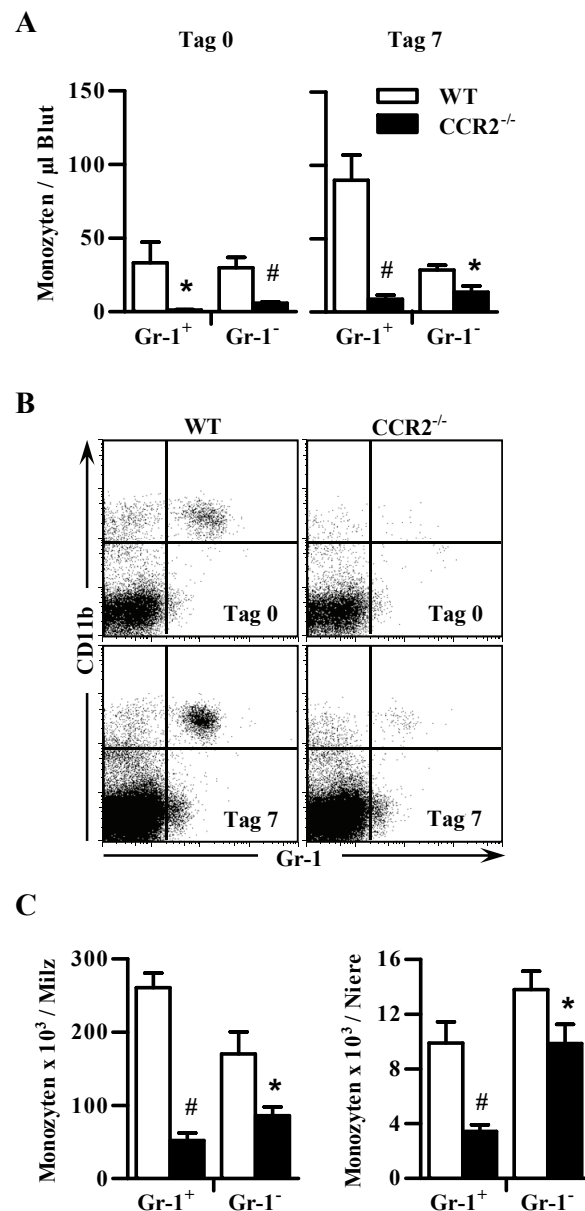 A
Tag 0 Tag 7
Monozyten / µl Blut
150
100
50
0
WT
CCR2-/-
* # # *
Gr-1+ Gr-1- Gr-1+ Gr-1-
B
WT CCR2-/-
CD11b
Tag 0 Tag 0
Tag 7 Tag 7
Gr-1
C
Monozyten x 10³ / Milz
300
200
100
0
# *
Gr-1+ Gr-1-
Monozyten x 10³ / Niere
16
12
8
4
0
# *
Gr-1+ Gr-1-